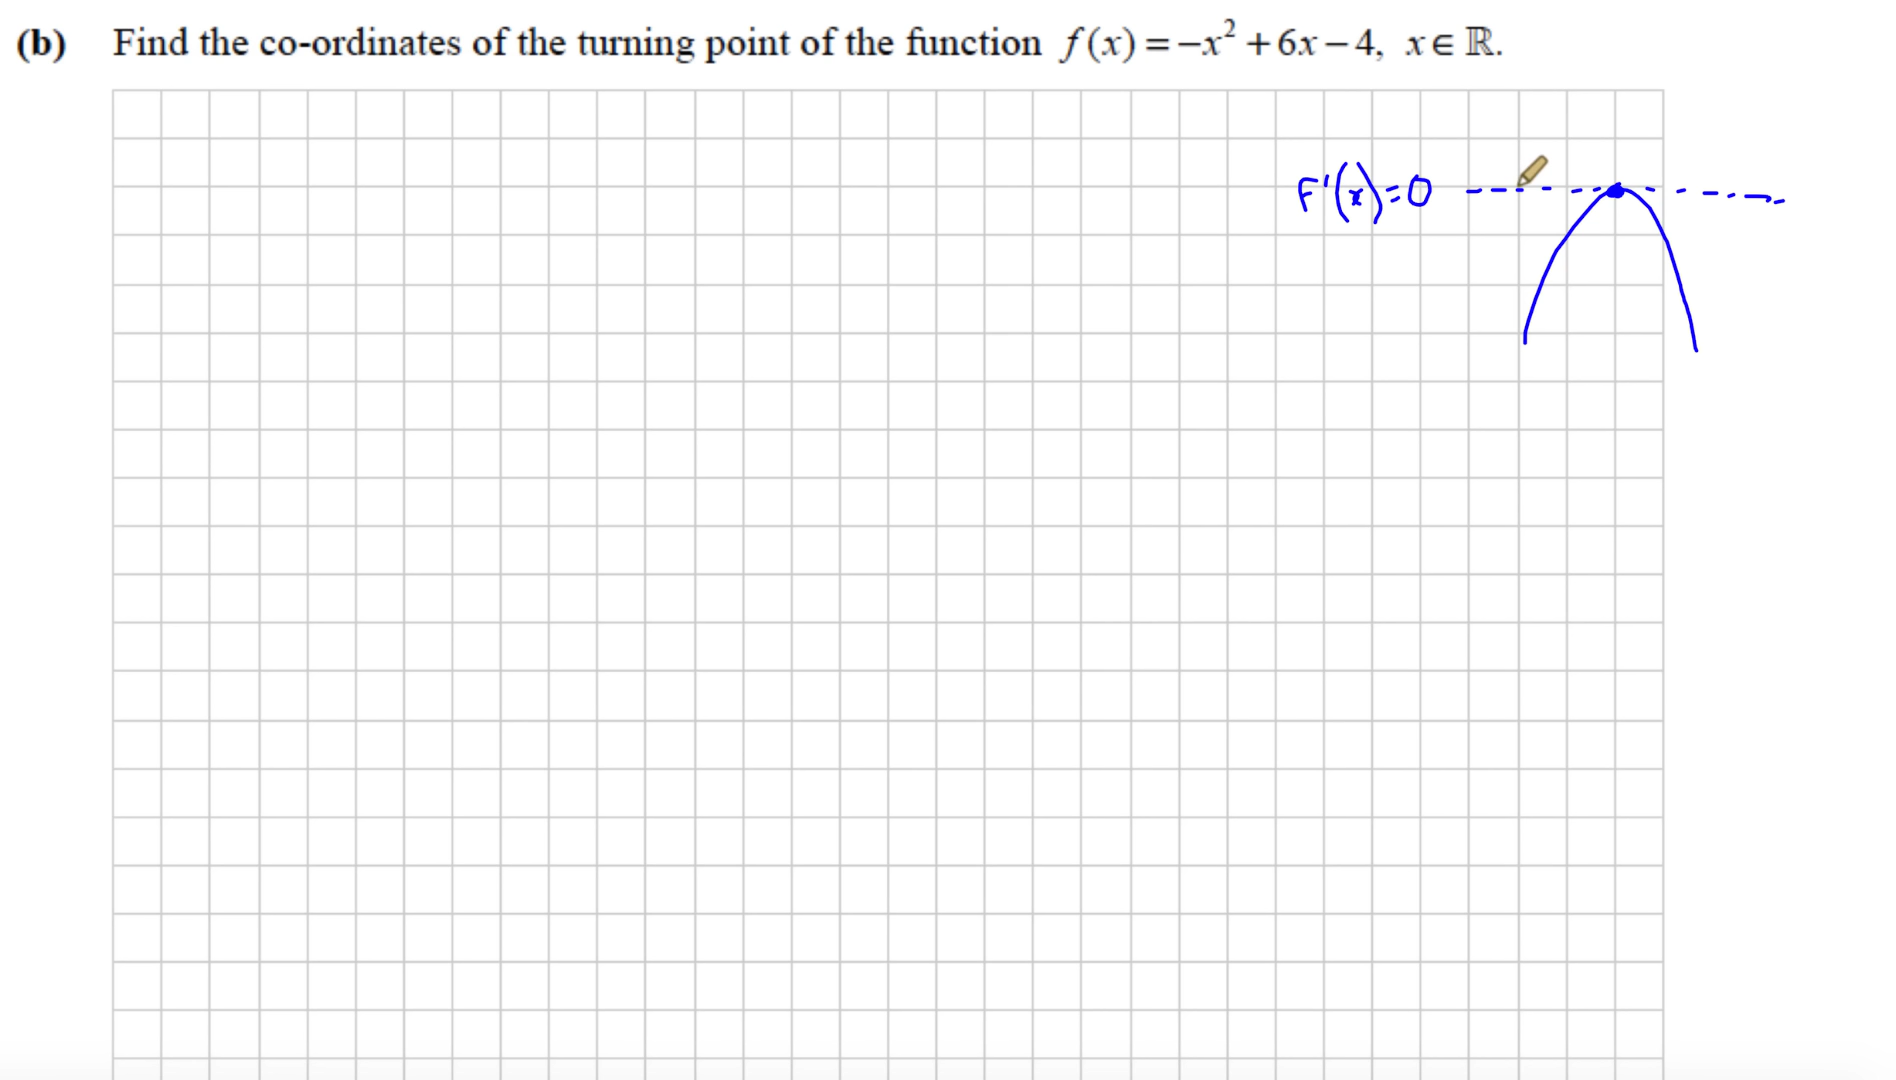 (b) Find the co-ordinates of the turning point of the function f(x) = −x² + 6x − 4, x ∈ ℝ.
F'(x)=0